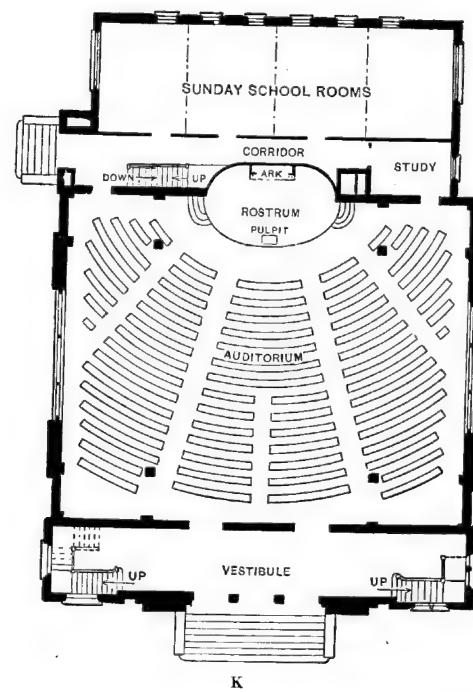 SUNDAY SCHOOL ROOMS
CORRIDOR
STUDY
DOWN
UP
ARK
ROSTRUM
PULPIT
AUDITORIUM
VESTIBULE
UP
UP
K